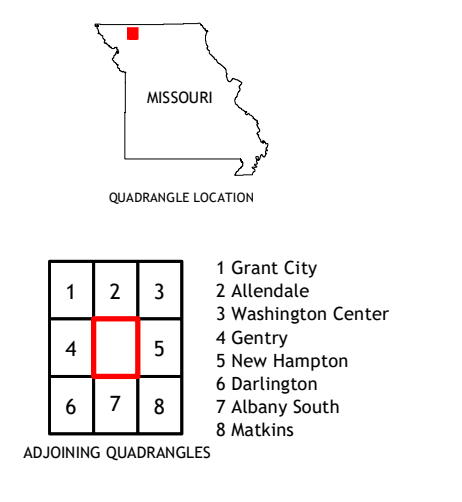 MISSOURI
QUADRANGLE LOCATION
1 2 3
4 5
6 7 8
ADJOINING QUADRANGLES
1 Grant City
2 Allendale
3 Washington Center
4 Gentry
5 New Hampton
6 Darlington
7 Albany South
8 Matkins